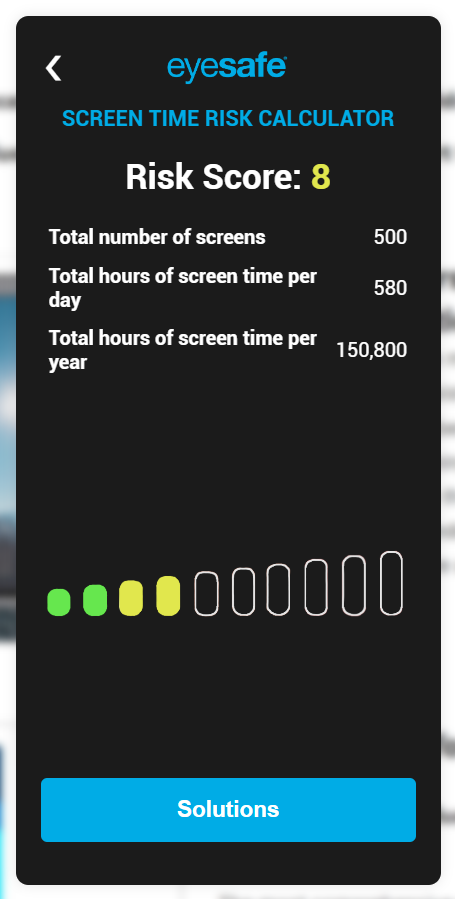 eyesafe
SCREEN TIME RISK CALCULATOR
Risk Score: 8
Total number of screens 500
Total hours of screen time per
day 580
Total hours of screen time per
year 150,800
Solutions